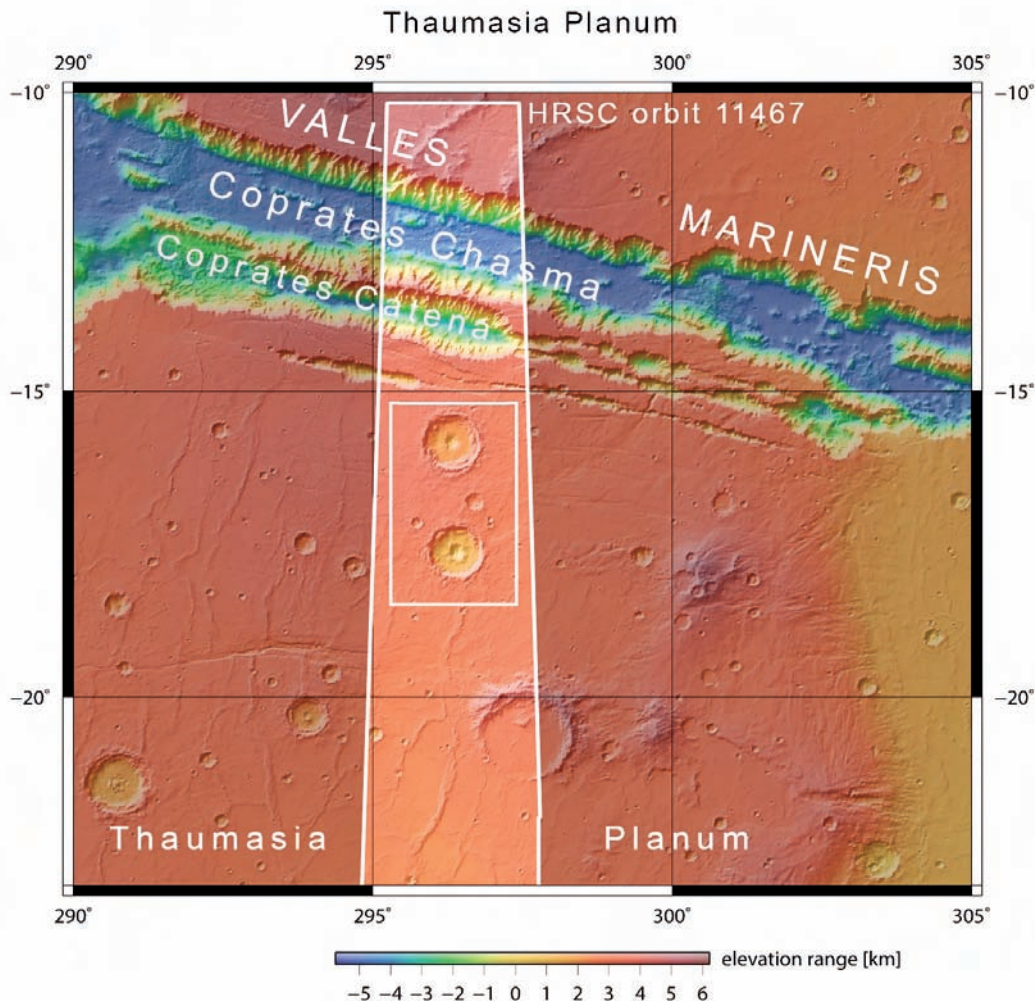 Thaumasia Planum
290° 295° 300° 305°
−10° −10°
HRSC orbit 11467
VALLES
MARINERIS
Coprates Chasma
Coprates Catena
−15° −15°
−20° −20°
Thaumasia Planum
290° 295° 300° 305°
elevation range [km]
−5 −4 −3 −2 −1 0 1 2 3 4 5 6